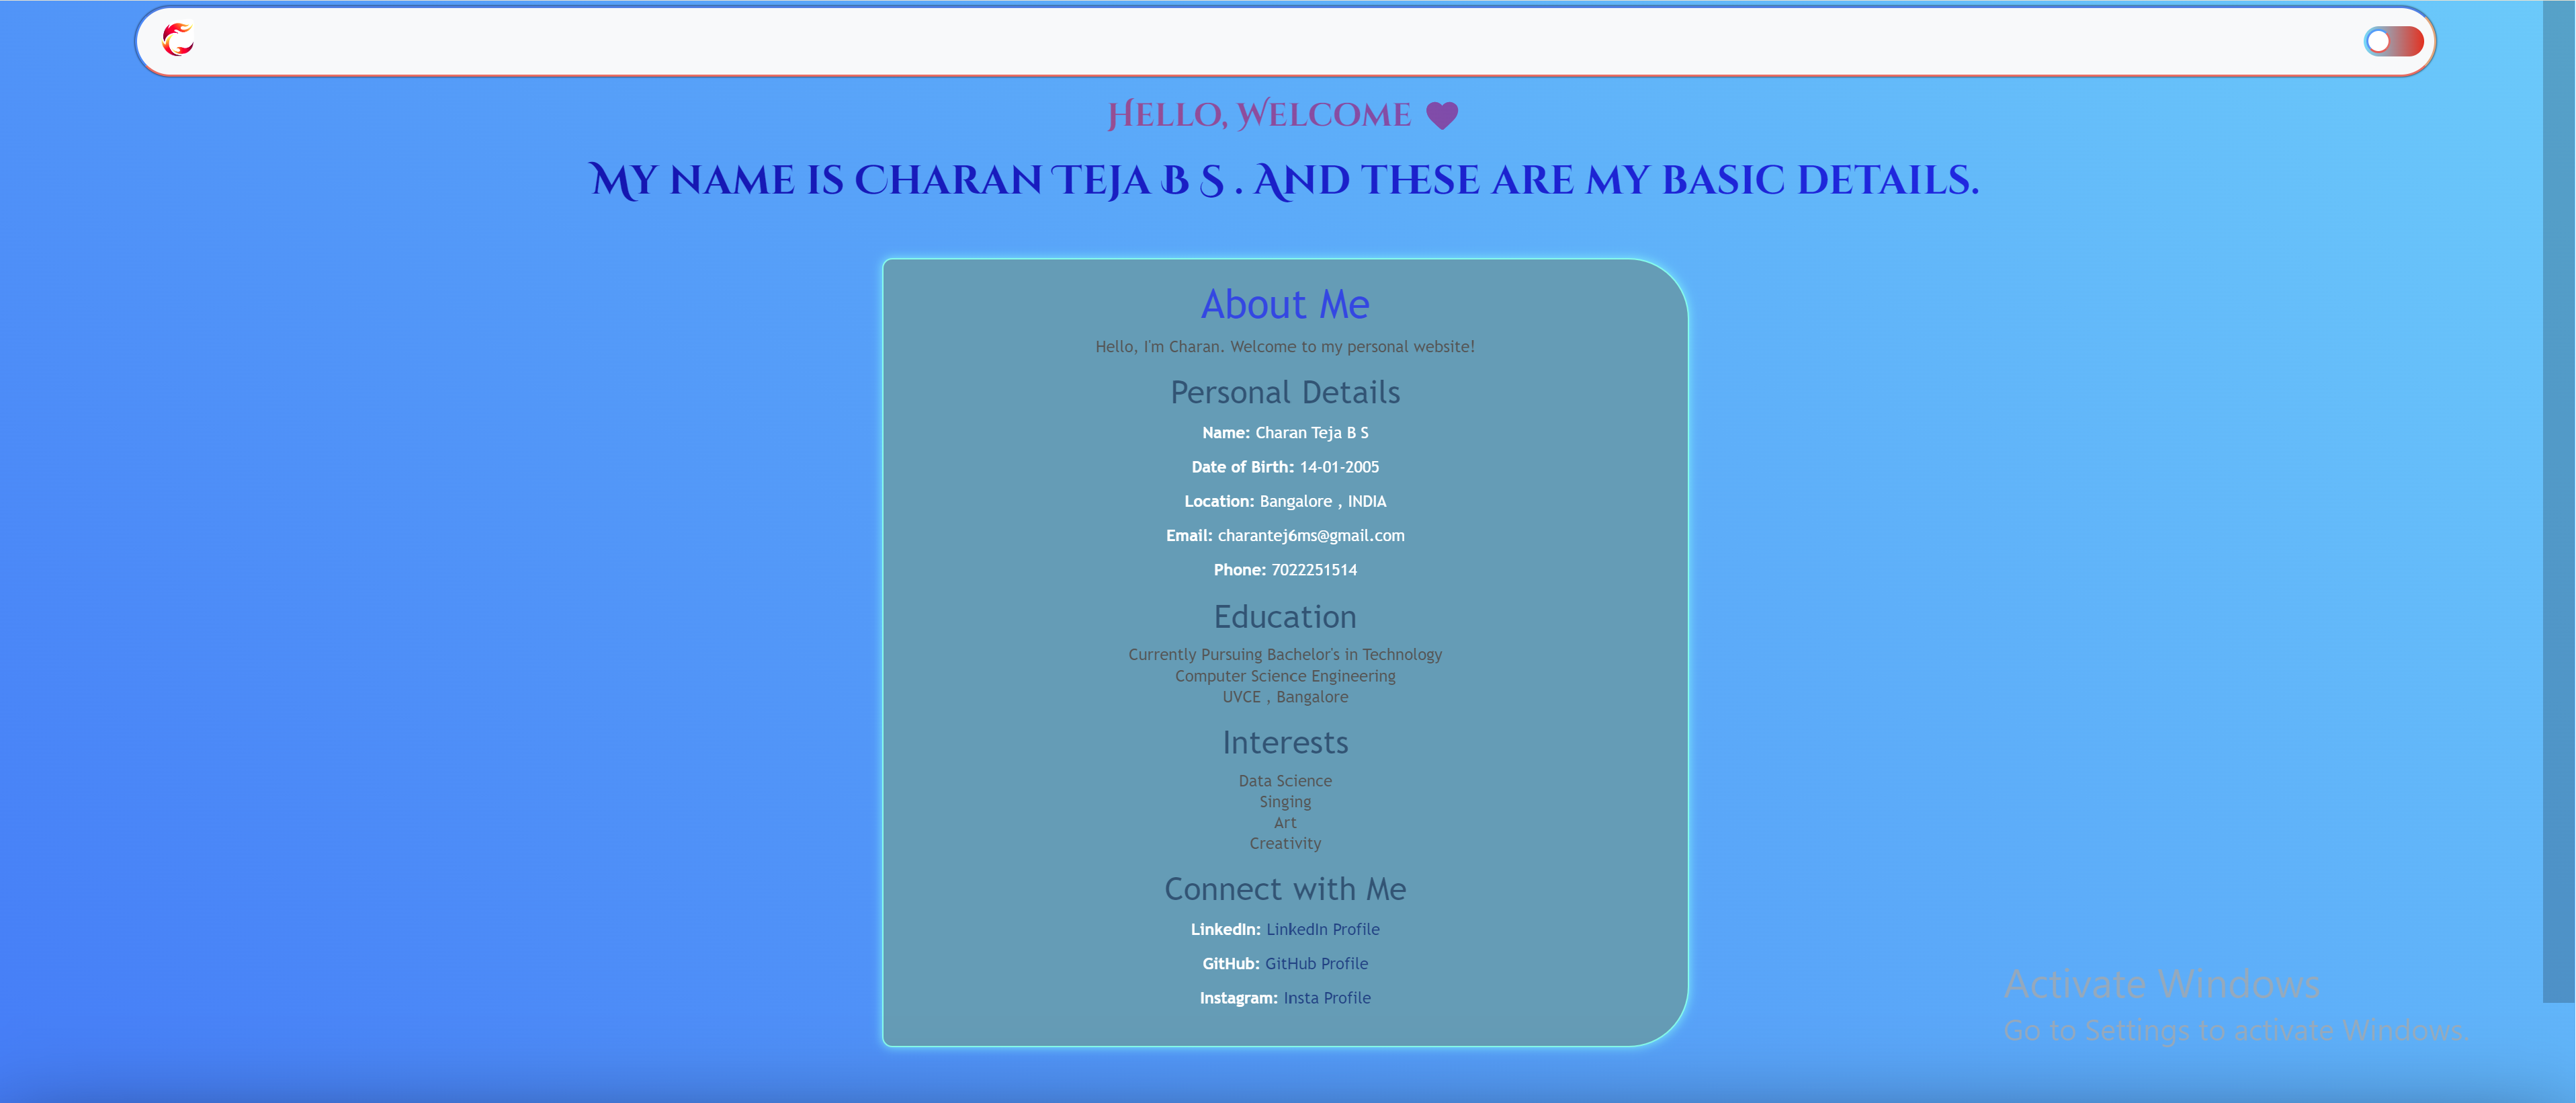 Hello, Welcome
My name is Charan Teja B S . And these are my basic details.
About Me
Hello, I'm Charan. Welcome to my personal website!
Personal Details
Name: Charan Teja B S
Date of Birth: 14-01-2005
Location: Bangalore , INDIA
Email: charantej6ms@gmail.com
Phone: 7022251514
Education
Currently Pursuing Bachelor's in Technology
Computer Science Engineering
UVCE , Bangalore
Interests
Data Science
Singing
Art
Creativity
Connect with Me
LinkedIn: LinkedIn Profile
GitHub: GitHub Profile
Instagram: Insta Profile
Activate Windows
Go to Settings to activate Windows.